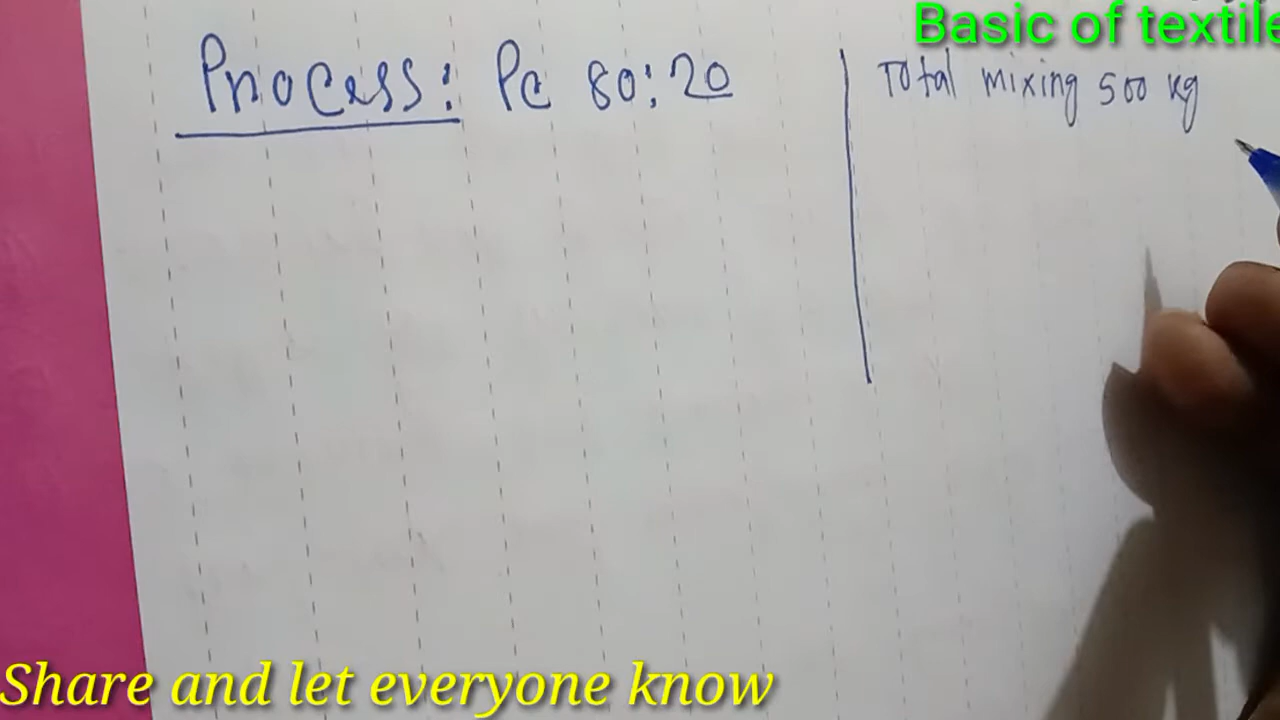 Basic of textile
Process: Pc 80:20
Total mixing 500 kg
Share and let everyone know